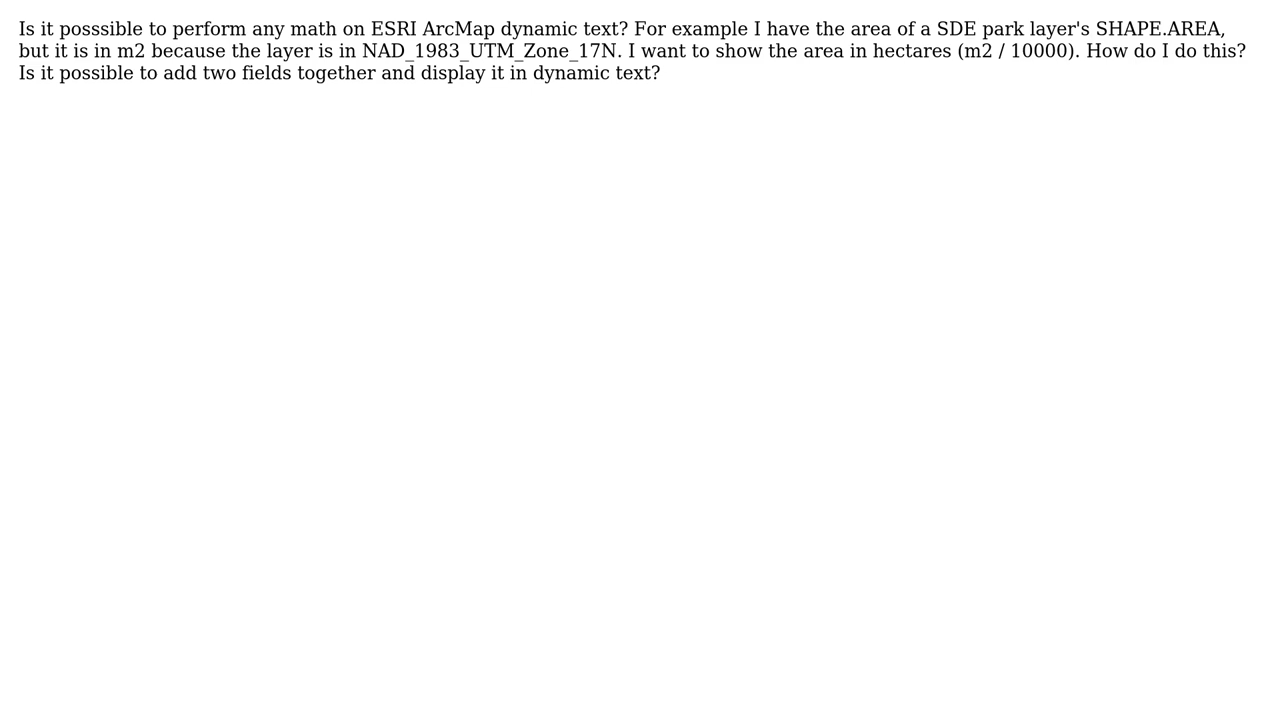 Is it posssible to perform any math on ESRI ArcMap dynamic text? For example I have the area of a SDE park layer's SHAPE.AREA,
but it is in m2 because the layer is in NAD_1983_UTM_Zone_17N. I want to show the area in hectares (m2 / 10000). How do I do this?
Is it possible to add two fields together and display it in dynamic text?